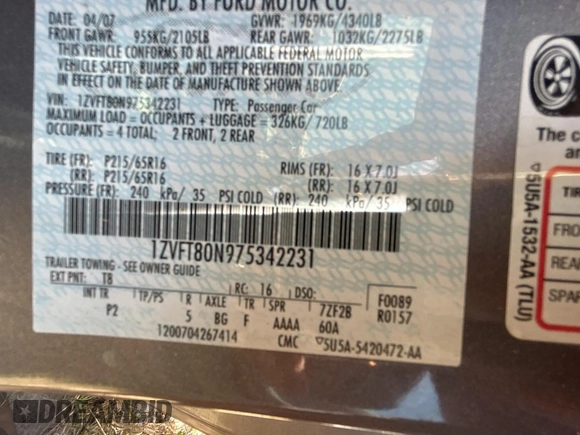 MFD. BY FORD MOTOR CO.
DATE: 04/07 GVWR: 1969KG/4340LB
FRONT GAWR: 955KG/2105LB REAR GAWR: 1032KG/2275LB
THIS VEHICLE CONFORMS TO ALL APPLICABLE FEDERAL MOTOR
VEHICLE SAFETY, BUMPER, AND THEFT PREVENTION STANDARDS
IN EFFECT ON THE DATE OF MANUFACTURE SHOWN ABOVE.
VIN: 1ZVFT80N975342231 TYPE: Passenger Car
MAXIMUM LOAD = OCCUPANTS + LUGGAGE = 326KG/ 720LB
OCCUPANTS = 4 TOTAL: 2 FRONT, 2 REAR
TIRE (FR): P215/65R16 RIMS (FR): 16 X 7.0J
(RR): P215/65R16 (RR): 16 X 7.0J
PRESSURE (FR): 240 kPa/ 35 PSI COLD (RR): 240 kPa/ 35 PSI COLD
1ZVFT80N975342231
TRAILER TOWING - SEE OWNER GUIDE
EXT PNT: T8 RC: 16 DSO:
INT TR TP/PS R AXLE TR SPR 7ZF2B F0089
P2 5 BG F AAAA 60A R0157
1200704267414 CMC ▽5U5A-5420472-AA
The c
an
TIR
FRO
REA
SPA
▽5U5A-1532-AA (TLU)
DREAMBID